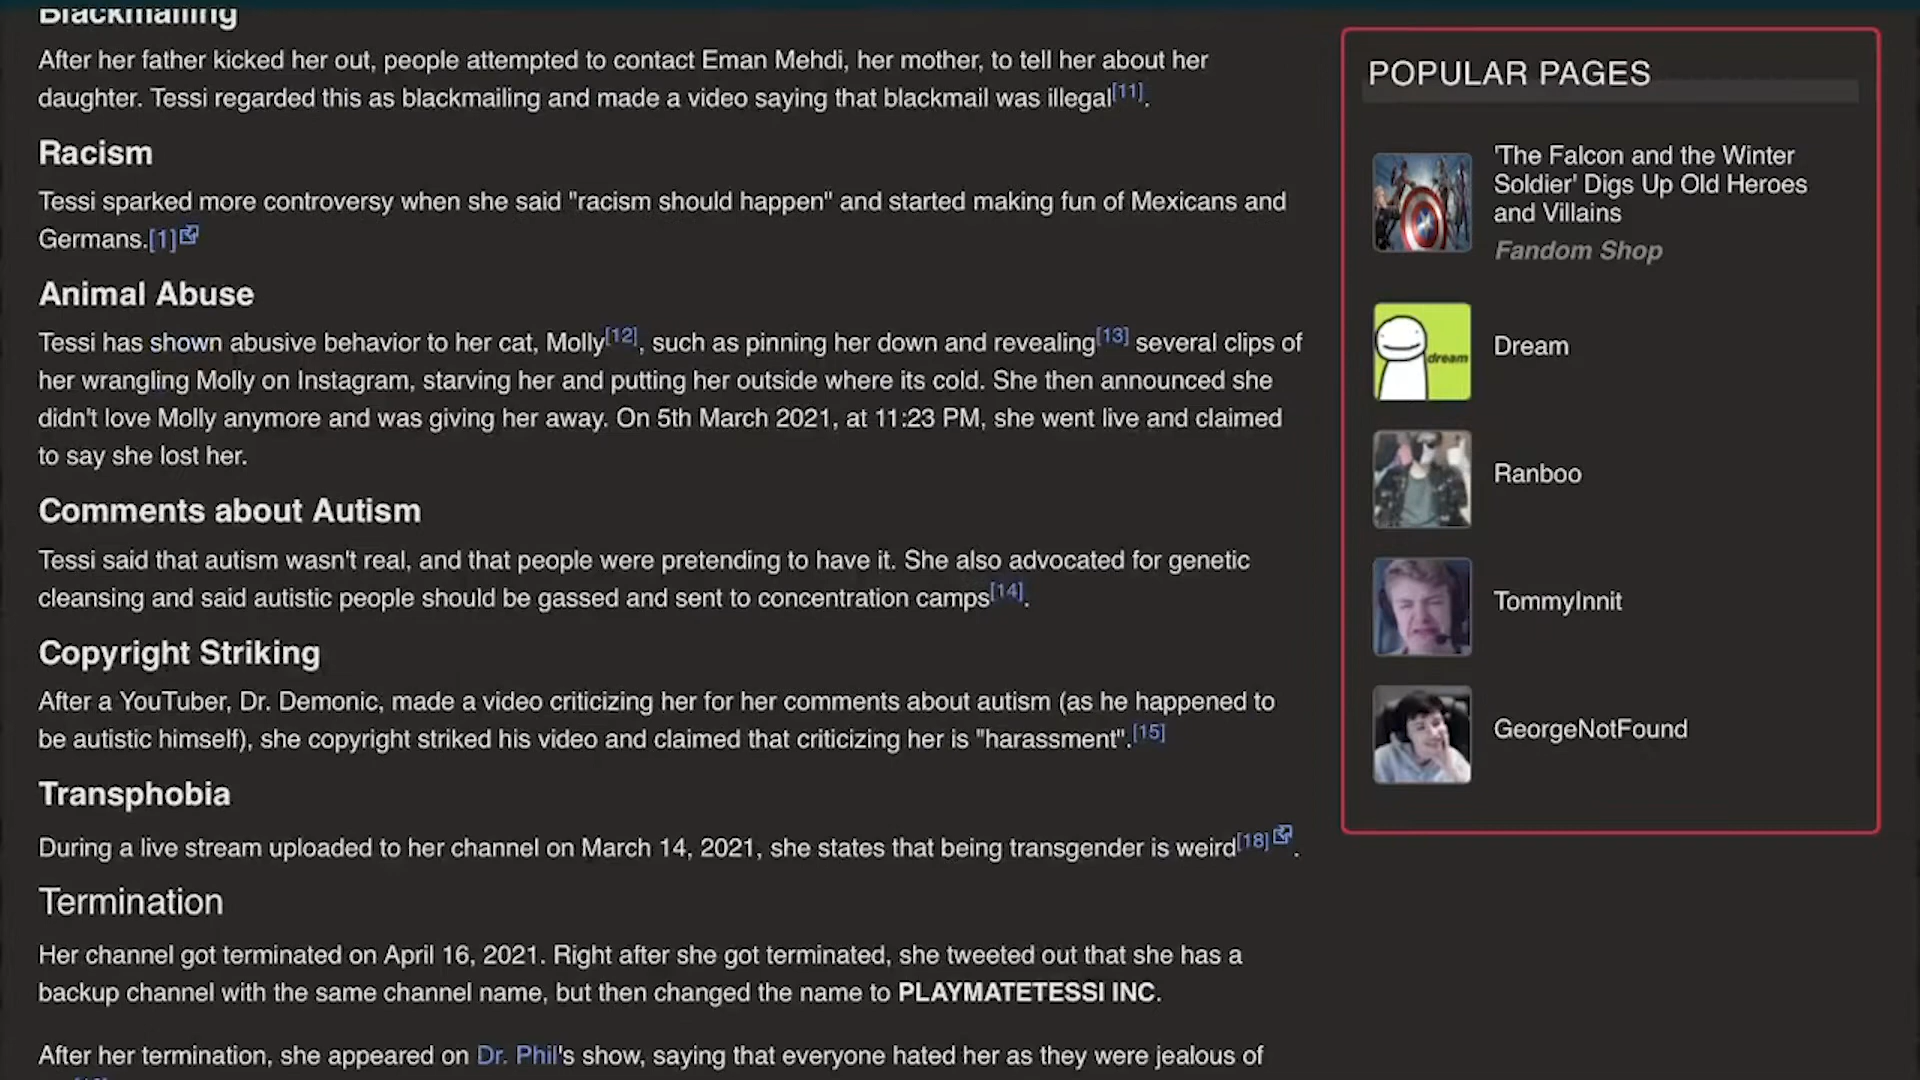 Blackmailing
After her father kicked her out, people attempted to contact Eman Mehdi, her mother, to tell her about her
daughter. Tessi regarded this as blackmailing and made a video saying that blackmail was illegal[11].
Racism
Tessi sparked more controversy when she said "racism should happen" and started making fun of Mexicans and
Germans.[1]
Animal Abuse
Tessi has shown abusive behavior to her cat, Molly[12], such as pinning her down and revealing[13] several clips of
her wrangling Molly on Instagram, starving her and putting her outside where its cold. She then announced she
didn't love Molly anymore and was giving her away. On 5th March 2021, at 11:23 PM, she went live and claimed
to say she lost her.
Comments about Autism
Tessi said that autism wasn't real, and that people were pretending to have it. She also advocated for genetic
cleansing and said autistic people should be gassed and sent to concentration camps[14].
Copyright Striking
After a YouTuber, Dr. Demonic, made a video criticizing her for her comments about autism (as he happened to
be autistic himself), she copyright striked his video and claimed that criticizing her is "harassment".[15]
Transphobia
During a live stream uploaded to her channel on March 14, 2021, she states that being transgender is weird[18].
Termination
Her channel got terminated on April 16, 2021. Right after she got terminated, she tweeted out that she has a
backup channel with the same channel name, but then changed the name to PLAYMATETESSI INC.
After her termination, she appeared on Dr. Phil's show, saying that everyone hated her as they were jealous of
POPULAR PAGES
'The Falcon and the Winter
Soldier' Digs Up Old Heroes
and Villains
Fandom Shop
dream
Dream
Ranboo
TommyInnit
GeorgeNotFound